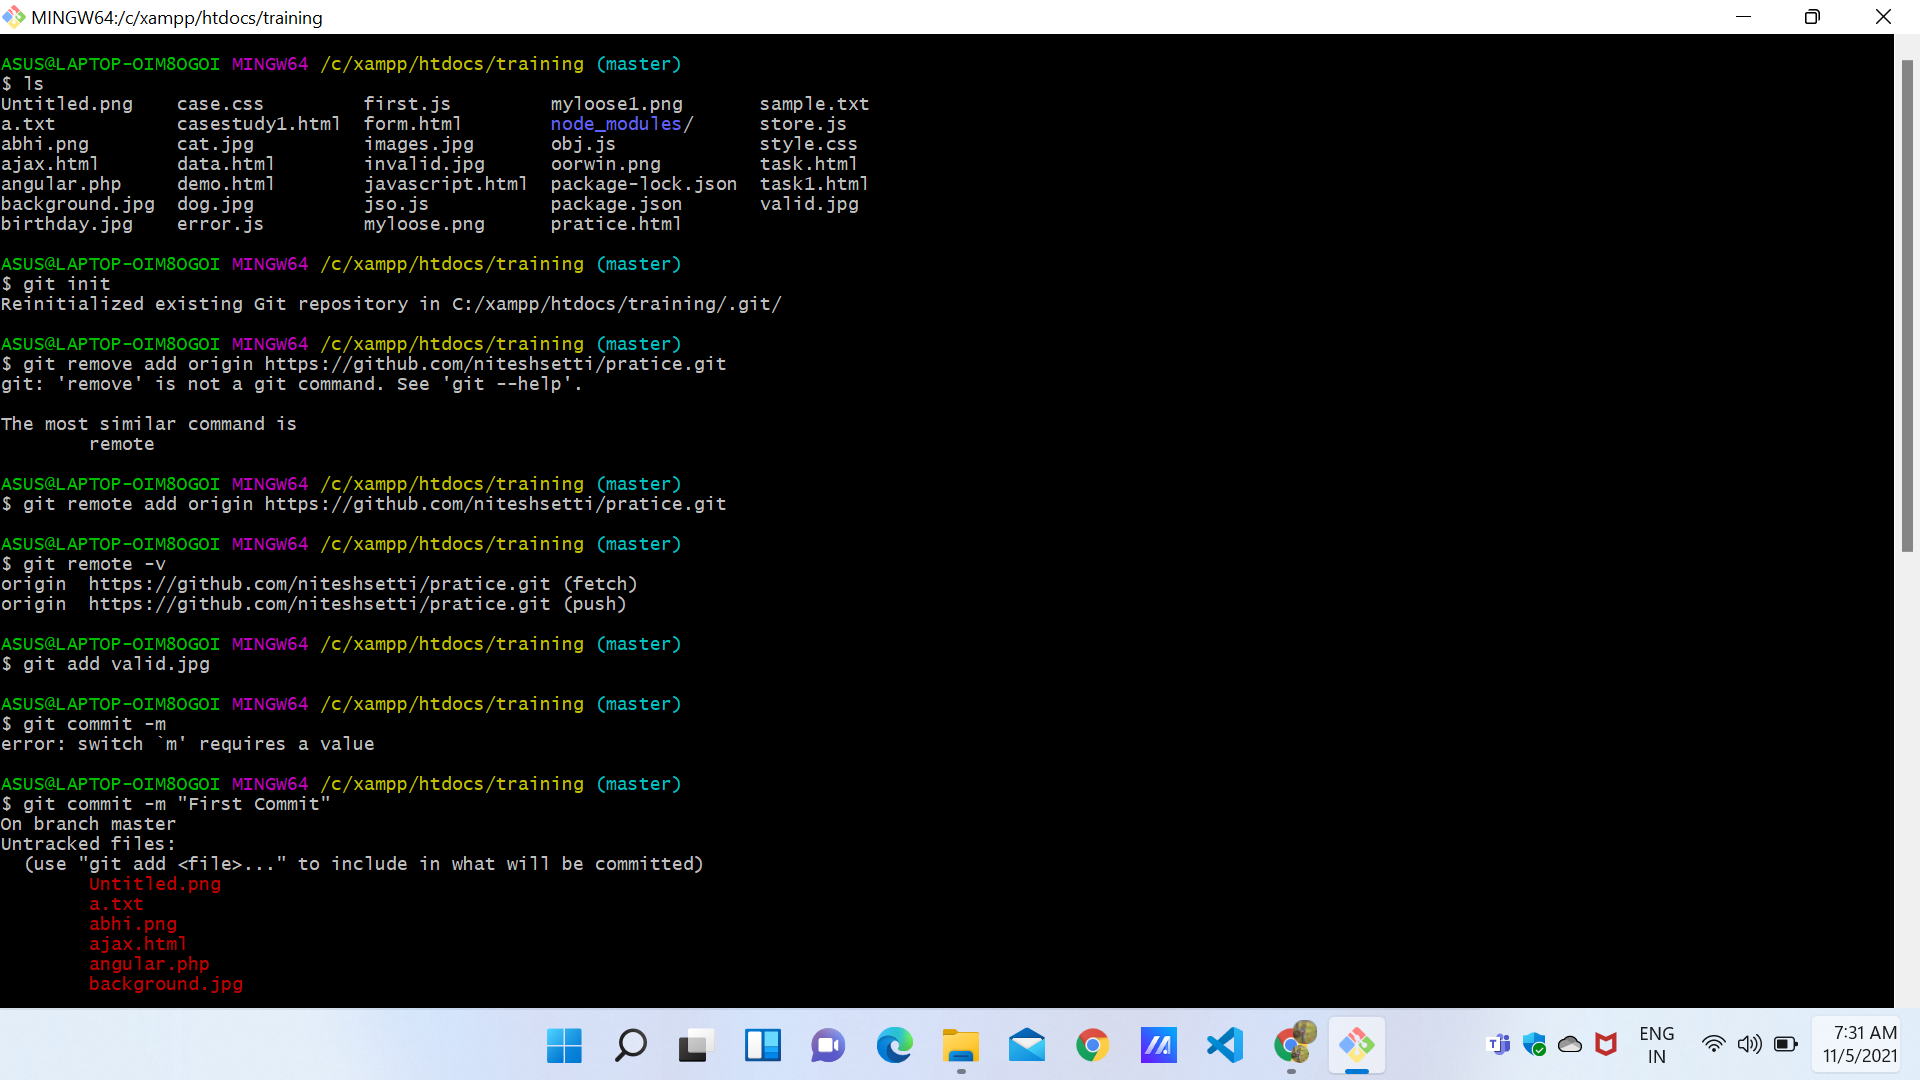 MINGW64:/c/xampp/htdocs/training
ASUS@LAPTOP-OIM8OGOI MINGW64 /c/xampp/htdocs/training (master)
$ ls
Untitled.png    case.css         first.js         myloose1.png       sample.txt
a.txt           casestudy1.html  form.html        node_modules/      store.js
abhi.png        cat.jpg          images.jpg       obj.js             style.css
ajax.html       data.html        invalid.jpg      oorwin.png         task.html
angular.php     demo.html        javascript.html  package-lock.json  task1.html
background.jpg  dog.jpg          jso.js           package.json       valid.jpg
birthday.jpg    error.js         myloose.png      pratice.html
ASUS@LAPTOP-OIM8OGOI MINGW64 /c/xampp/htdocs/training (master)
$ git init
Reinitialized existing Git repository in C:/xampp/htdocs/training/.git/
ASUS@LAPTOP-OIM8OGOI MINGW64 /c/xampp/htdocs/training (master)
$ git remove add origin https://github.com/niteshsetti/pratice.git
git: 'remove' is not a git command. See 'git --help'.
The most similar command is
        remote
ASUS@LAPTOP-OIM8OGOI MINGW64 /c/xampp/htdocs/training (master)
$ git remote add origin https://github.com/niteshsetti/pratice.git
ASUS@LAPTOP-OIM8OGOI MINGW64 /c/xampp/htdocs/training (master)
$ git remote -v
origin  https://github.com/niteshsetti/pratice.git (fetch)
origin  https://github.com/niteshsetti/pratice.git (push)
ASUS@LAPTOP-OIM8OGOI MINGW64 /c/xampp/htdocs/training (master)
$ git add valid.jpg
ASUS@LAPTOP-OIM8OGOI MINGW64 /c/xampp/htdocs/training (master)
$ git commit -m
error: switch `m' requires a value
ASUS@LAPTOP-OIM8OGOI MINGW64 /c/xampp/htdocs/training (master)
$ git commit -m "First Commit"
On branch master
Untracked files:
  (use "git add <file>..." to include in what will be committed)
        Untitled.png
        a.txt
        abhi.png
        ajax.html
        angular.php
        background.jpg
ENG
IN
7:31 AM
11/5/2021